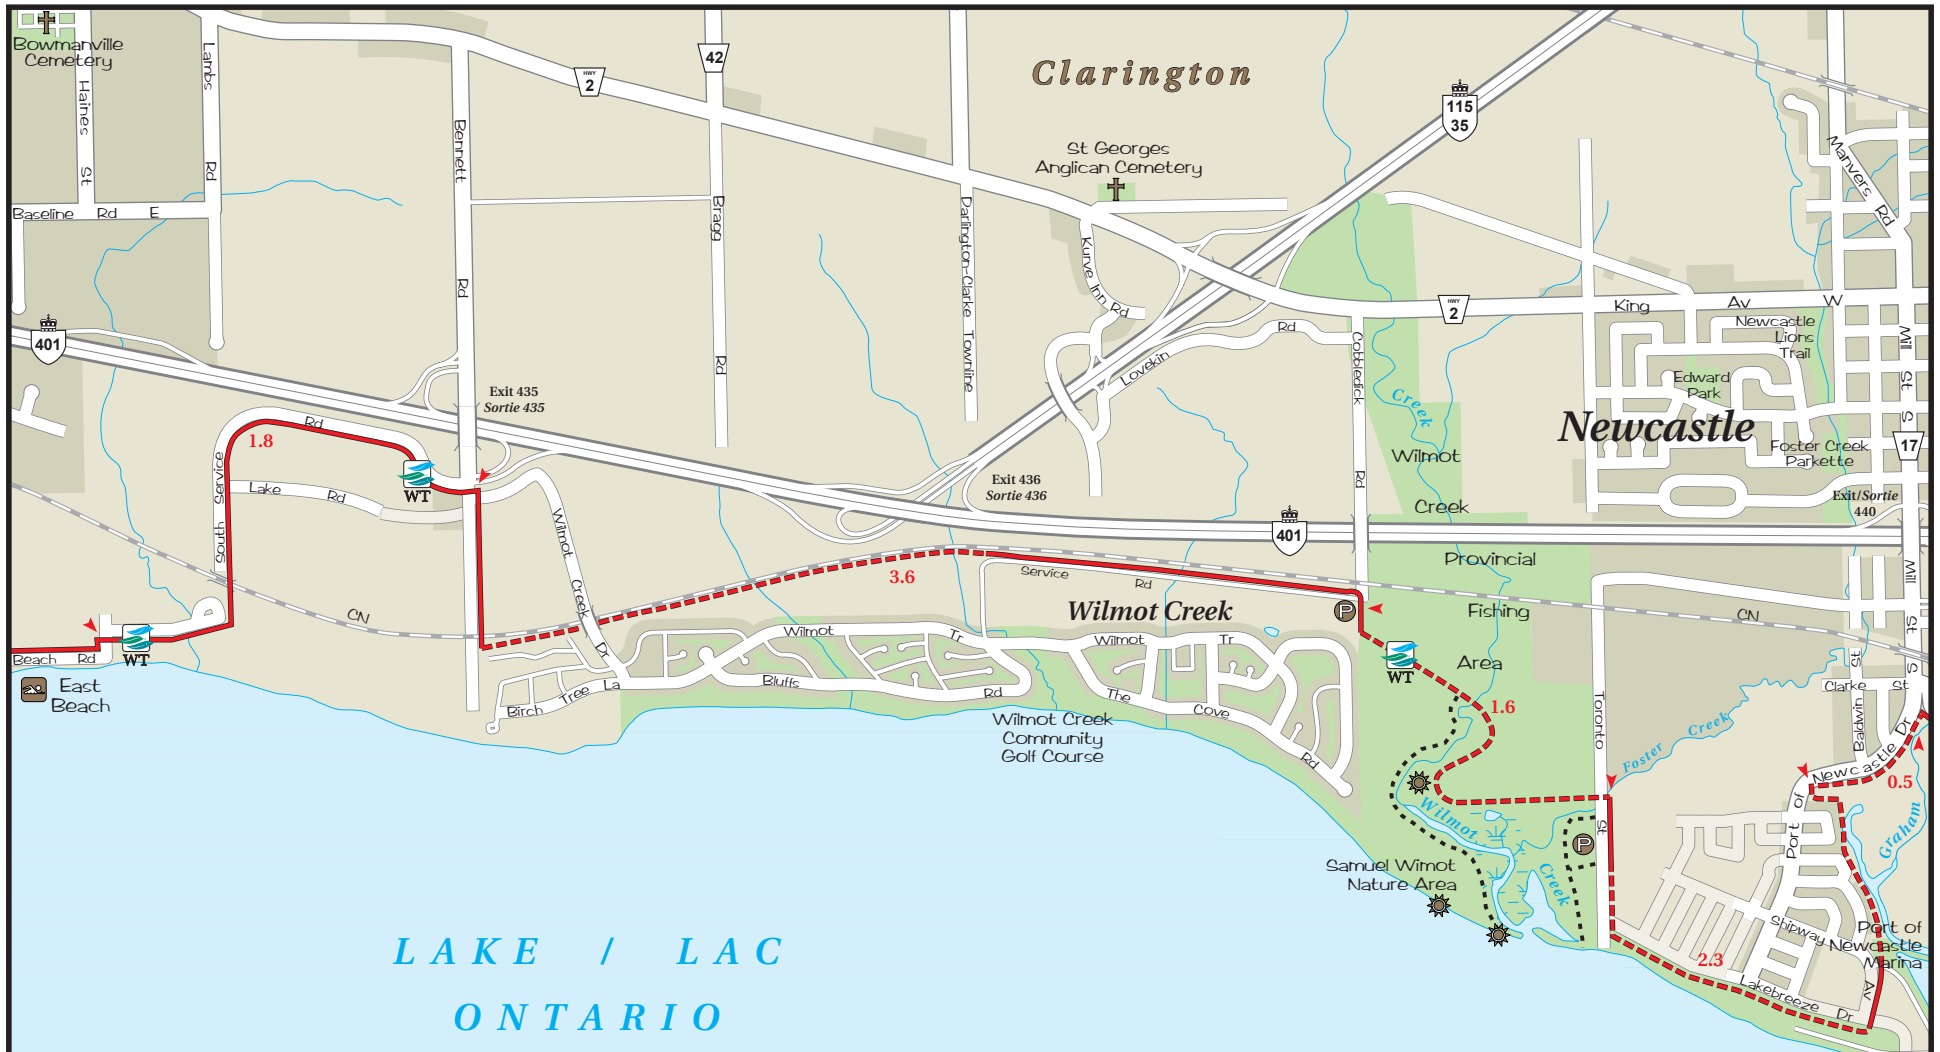 Bowmanville
Cemetery
Haines
St
Lambs
Rd
Baseline Rd E
HWY
2
42
Clarington
115
35
St Georges
Anglican Cemetery
Bennett
Rd
Bragg
Rd
Darlington-Clarke Townline
Kurve Inn Rd
Lovekin
Rd
Cobbledick
Rd
HWY
2
King Av W
Manvers Rd
Newcastle
Lions
Trail
Edward
Park
Mill St S
Newcastle
Foster Creek
Parkette
17
Exit/Sortie
440
401
Exit 435
Sortie 435
Exit 436
Sortie 436
401
Creek
Wilmot
Creek
Provincial
Fishing
Area
1.8
Rd
WT
South Service
Lake Rd
Wilmot Creek Dr
CN
3.6
Service Rd
Wilmot Creek
P
CN
Mill St S
Beach Rd
WT
East
Beach
Wilmot Tr
Wilmot Tr
Bluffs Rd
The Cove Rd
Birch Tree La
Wilmot Creek
Community
Golf Course
WT
1.6
Toronto St
Foster Creek
Clarke St
Baldwin St
Port of Newcastle Dr
0.5
Graham
Wilmot
Creek
P
Samuel Wimot
Nature Area
Shipway
Av
Port of
Newcastle
Marina
2.3
Lakebreeze Dr
LAKE / LAC
ONTARIO